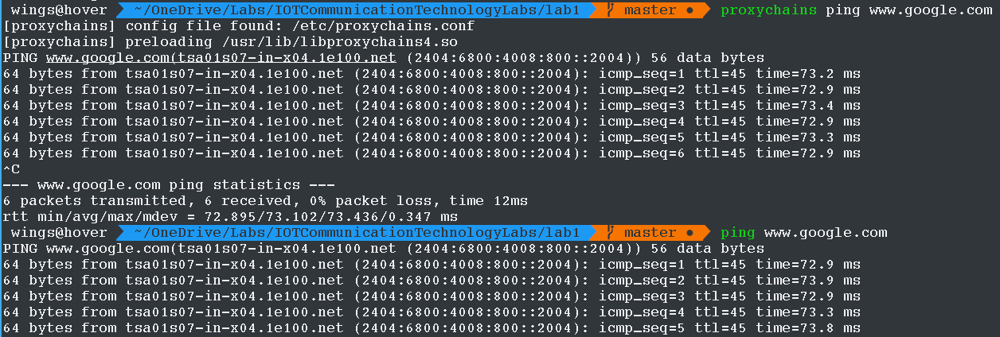 wings@hover ~/OneDrive/Labs/IOTCommunicationTechnologyLabs/lab1 master ● proxychains ping www.google.com
[proxychains] config file found: /etc/proxychains.conf
[proxychains] preloading /usr/lib/libproxychains4.so
PING www.google.com(tsa01s07-in-x04.1e100.net (2404:6800:4008:800::2004)) 56 data bytes
64 bytes from tsa01s07-in-x04.1e100.net (2404:6800:4008:800::2004): icmp_seq=1 ttl=45 time=73.2 ms
64 bytes from tsa01s07-in-x04.1e100.net (2404:6800:4008:800::2004): icmp_seq=2 ttl=45 time=72.9 ms
64 bytes from tsa01s07-in-x04.1e100.net (2404:6800:4008:800::2004): icmp_seq=3 ttl=45 time=73.4 ms
64 bytes from tsa01s07-in-x04.1e100.net (2404:6800:4008:800::2004): icmp_seq=4 ttl=45 time=72.9 ms
64 bytes from tsa01s07-in-x04.1e100.net (2404:6800:4008:800::2004): icmp_seq=5 ttl=45 time=73.3 ms
64 bytes from tsa01s07-in-x04.1e100.net (2404:6800:4008:800::2004): icmp_seq=6 ttl=45 time=72.9 ms
^C
--- www.google.com ping statistics ---
6 packets transmitted, 6 received, 0% packet loss, time 12ms
rtt min/avg/max/mdev = 72.895/73.102/73.436/0.347 ms
wings@hover ~/OneDrive/Labs/IOTCommunicationTechnologyLabs/lab1 master ● ping www.google.com
PING www.google.com(tsa01s07-in-x04.1e100.net (2404:6800:4008:800::2004)) 56 data bytes
64 bytes from tsa01s07-in-x04.1e100.net (2404:6800:4008:800::2004): icmp_seq=1 ttl=45 time=72.9 ms
64 bytes from tsa01s07-in-x04.1e100.net (2404:6800:4008:800::2004): icmp_seq=2 ttl=45 time=73.9 ms
64 bytes from tsa01s07-in-x04.1e100.net (2404:6800:4008:800::2004): icmp_seq=3 ttl=45 time=72.9 ms
64 bytes from tsa01s07-in-x04.1e100.net (2404:6800:4008:800::2004): icmp_seq=4 ttl=45 time=73.3 ms
64 bytes from tsa01s07-in-x04.1e100.net (2404:6800:4008:800::2004): icmp_seq=5 ttl=45 time=73.8 ms